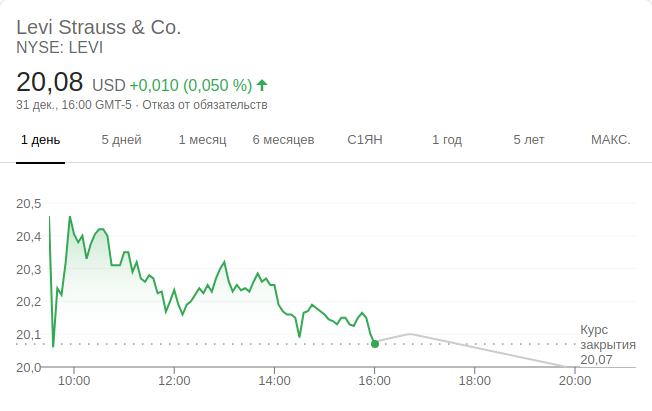 Levi Strauss & Co.
NYSE: LEVI
20,08 USD +0,010 (0,050 %)
31 дек., 16:00 GMT-5 · Отказ от обязательств
1 день 5 дней 1 месяц 6 месяцев С1ЯН 1 год 5 лет МАКС.
20,5
20,4
20,3
20,2
20,1
20,0
Курс
закрытия
20,07
10:00 12:00 14:00 16:00 18:00 20:00